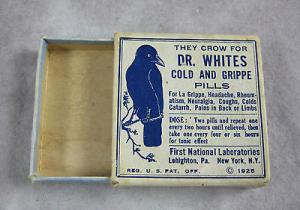 THEY CROW FOR
DR. WHITES
COLD AND GRIPPE
PILLS
For La Grippe, Headache, Rheum-
atism, Neuralgia, Coughs, Colds
Catarrh, Pains in Back or Limbs
DOSE: Two pills and repeat one
every two hours until relieved, then
take one every four or six hours
for tonic effect
First National Laboratories
Lehighton, Pa. New York, N.Y.
REG. U.S. PAT. OFF. © 1925